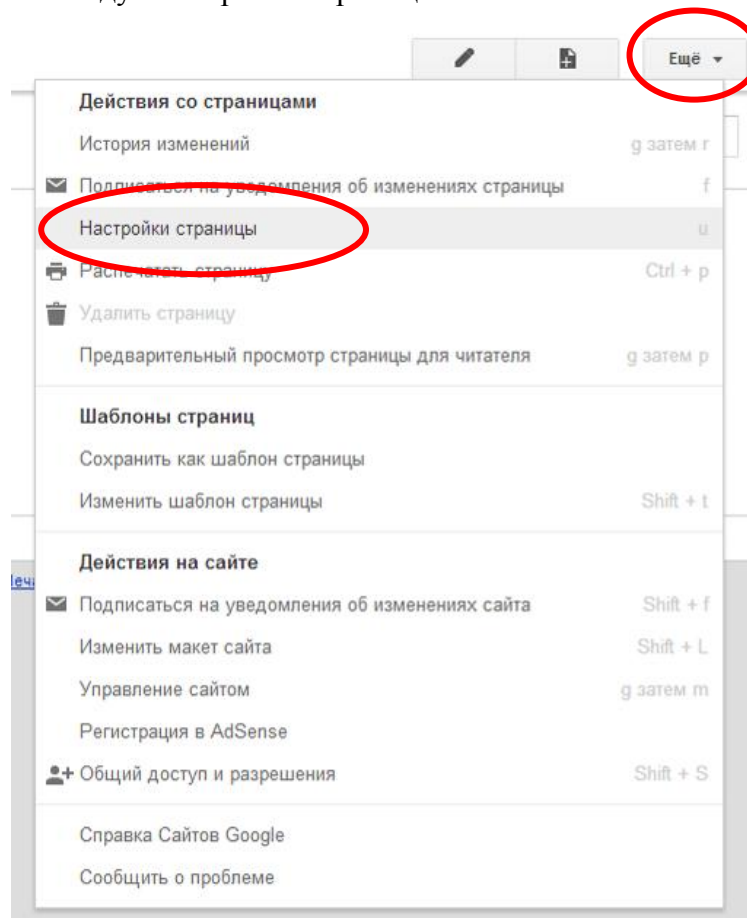 Ещё
Действия со страницами
История изменений g затем r
Подписаться на уведомления об изменениях страницы f
Настройки страницы u
Распечатать страницу Ctrl + p
Удалить страницу
Предварительный просмотр страницы для читателя g затем p
Шаблоны страниц
Сохранить как шаблон страницы
Изменить шаблон страницы Shift + t
Действия на сайте
Подписаться на уведомления об изменениях сайта Shift + f
Изменить макет сайта Shift + L
Управление сайтом g затем m
Регистрация в AdSense
Общий доступ и разрешения Shift + S
Справка Сайтов Google
Сообщить о проблеме